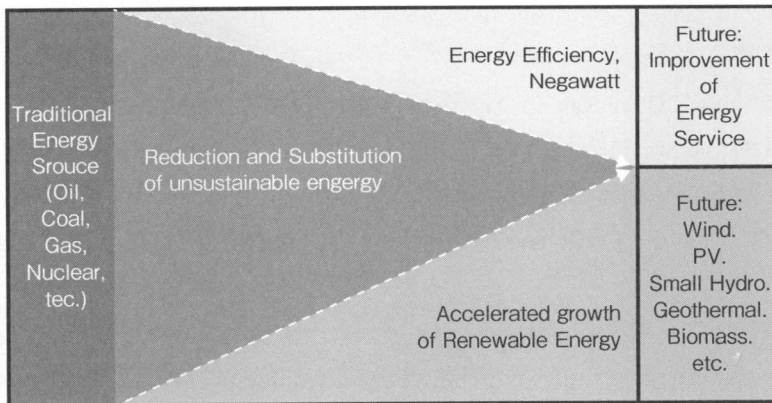 Traditional
Energy
Srouce
(Oil,
Coal,
Gas,
Nuclear,
tec.)
Reduction and Substitution
of unsustainable engergy
Energy Efficiency,
Negawatt
Accelerated growth
of Renewable Energy
Future:
Improvement
of
Energy
Service
Future:
Wind.
PV.
Small Hydro.
Geothermal.
Biomass.
etc.